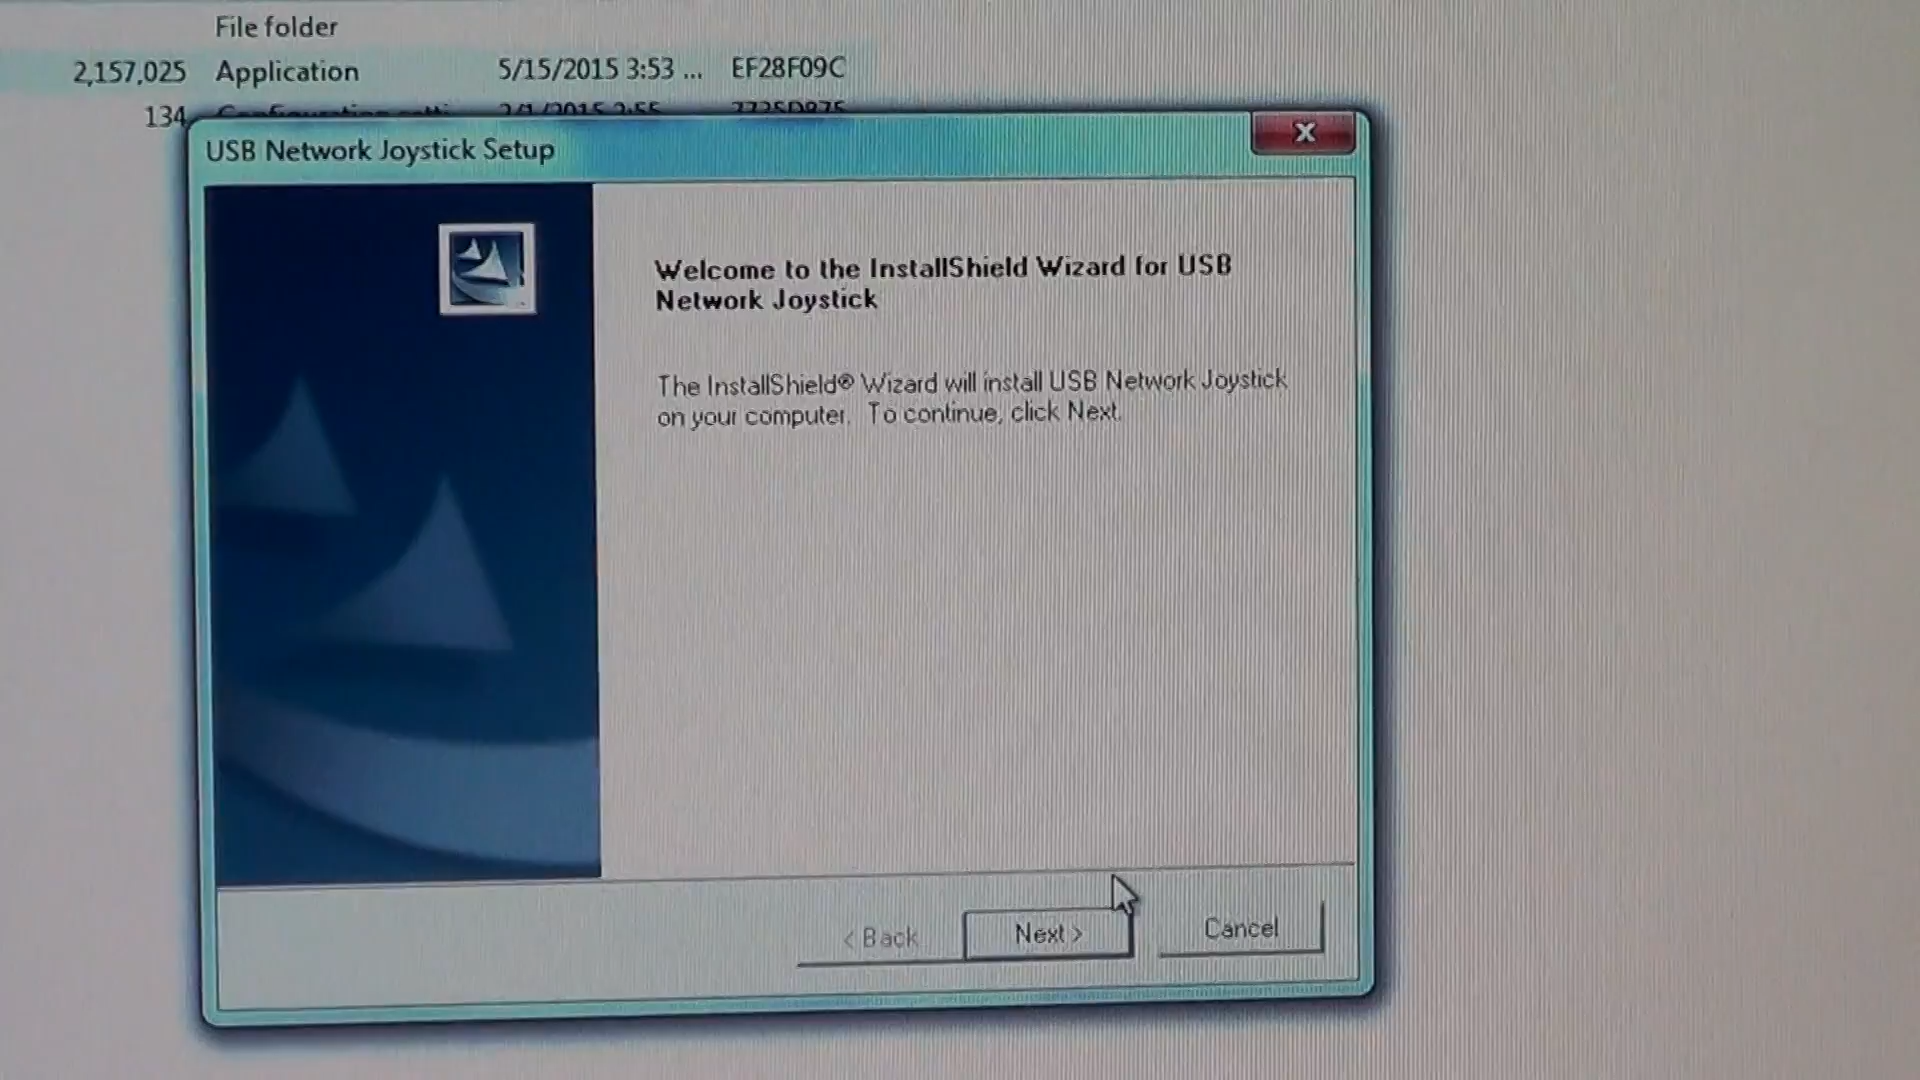 File folder
2,157,025 Application 5/15/2015 3:53 ... EF28F09C
134
USB Network Joystick Setup
X
Welcome to the InstallShield Wizard for USB
Network Joystick
The InstallShield® Wizard will install USB Network Joystick
on your computer. To continue, click Next.
< Back Next > Cancel